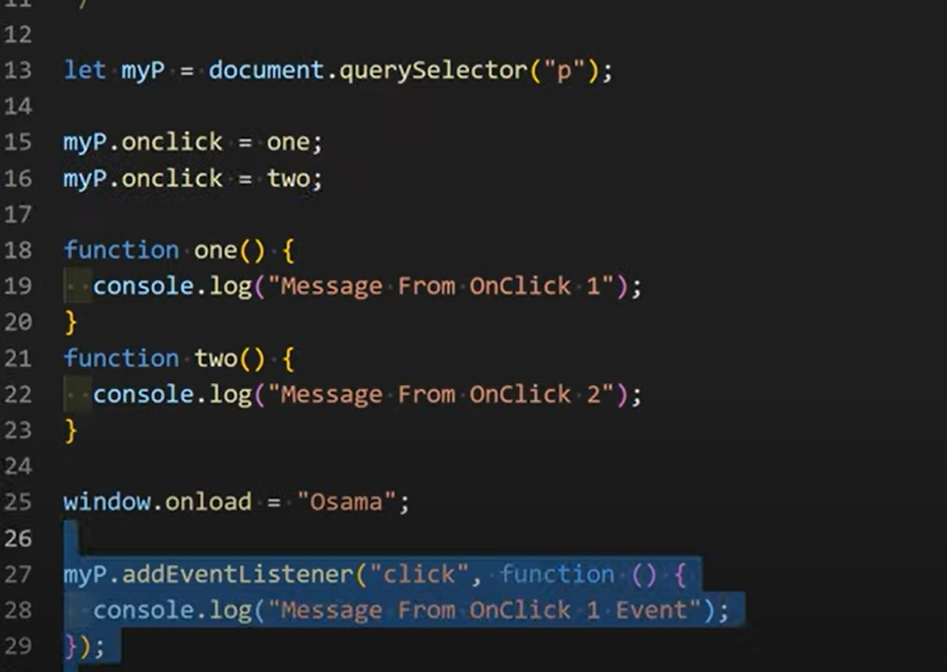 11 /
12
13 let myP = document.querySelector("p");
14
15 myP.onclick = one;
16 myP.onclick = two;
17
18 function one() {
19   console.log("Message From OnClick 1");
20 }
21 function two() {
22   console.log("Message From OnClick 2");
23 }
24
25 window.onload = "Osama";
26
27 myP.addEventListener("click", function () {
28   console.log("Message From OnClick 1 Event");
29 });